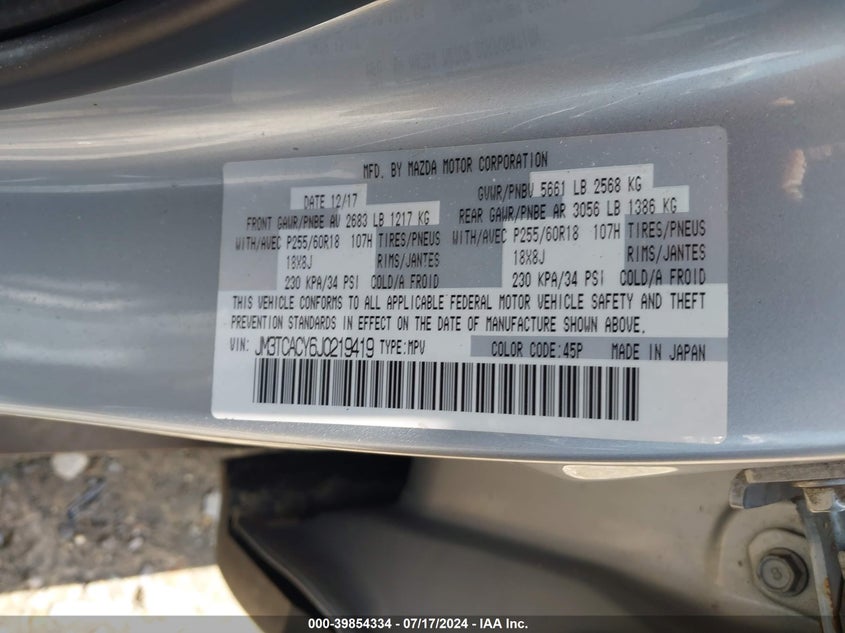 MFD. BY MAZDA MOTOR CORPORATION
DATE 12/17 GVWR/PNBV 5661 LB 2568 KG
FRONT GAWR/PNBE AV 2683 LB 1217 KG REAR GAWR/PNBE AR 3056 LB 1386 KG
WITH/AVEC P255/60R18 107H TIRES/PNEUS WITH/AVEC P255/60R18 107H TIRES/PNEUS
18X8J RIMS/JANTES 18X8J RIMS/JANTES
230 KPA/34 PSI COLD/A FROID 230 KPA/34 PSI COLD/A FROID
THIS VEHICLE CONFORMS TO ALL APPLICABLE FEDERAL MOTOR VEHICLE SAFETY AND THEFT
PREVENTION STANDARDS IN EFFECT ON THE DATE OF MANUFACTURE SHOWN ABOVE.
VIN: JM3TCACY6J0219419 TYPE:MPV COLOR CODE:45P MADE IN JAPAN
8
000-39854334 - 07/17/2024 - IAA Inc.